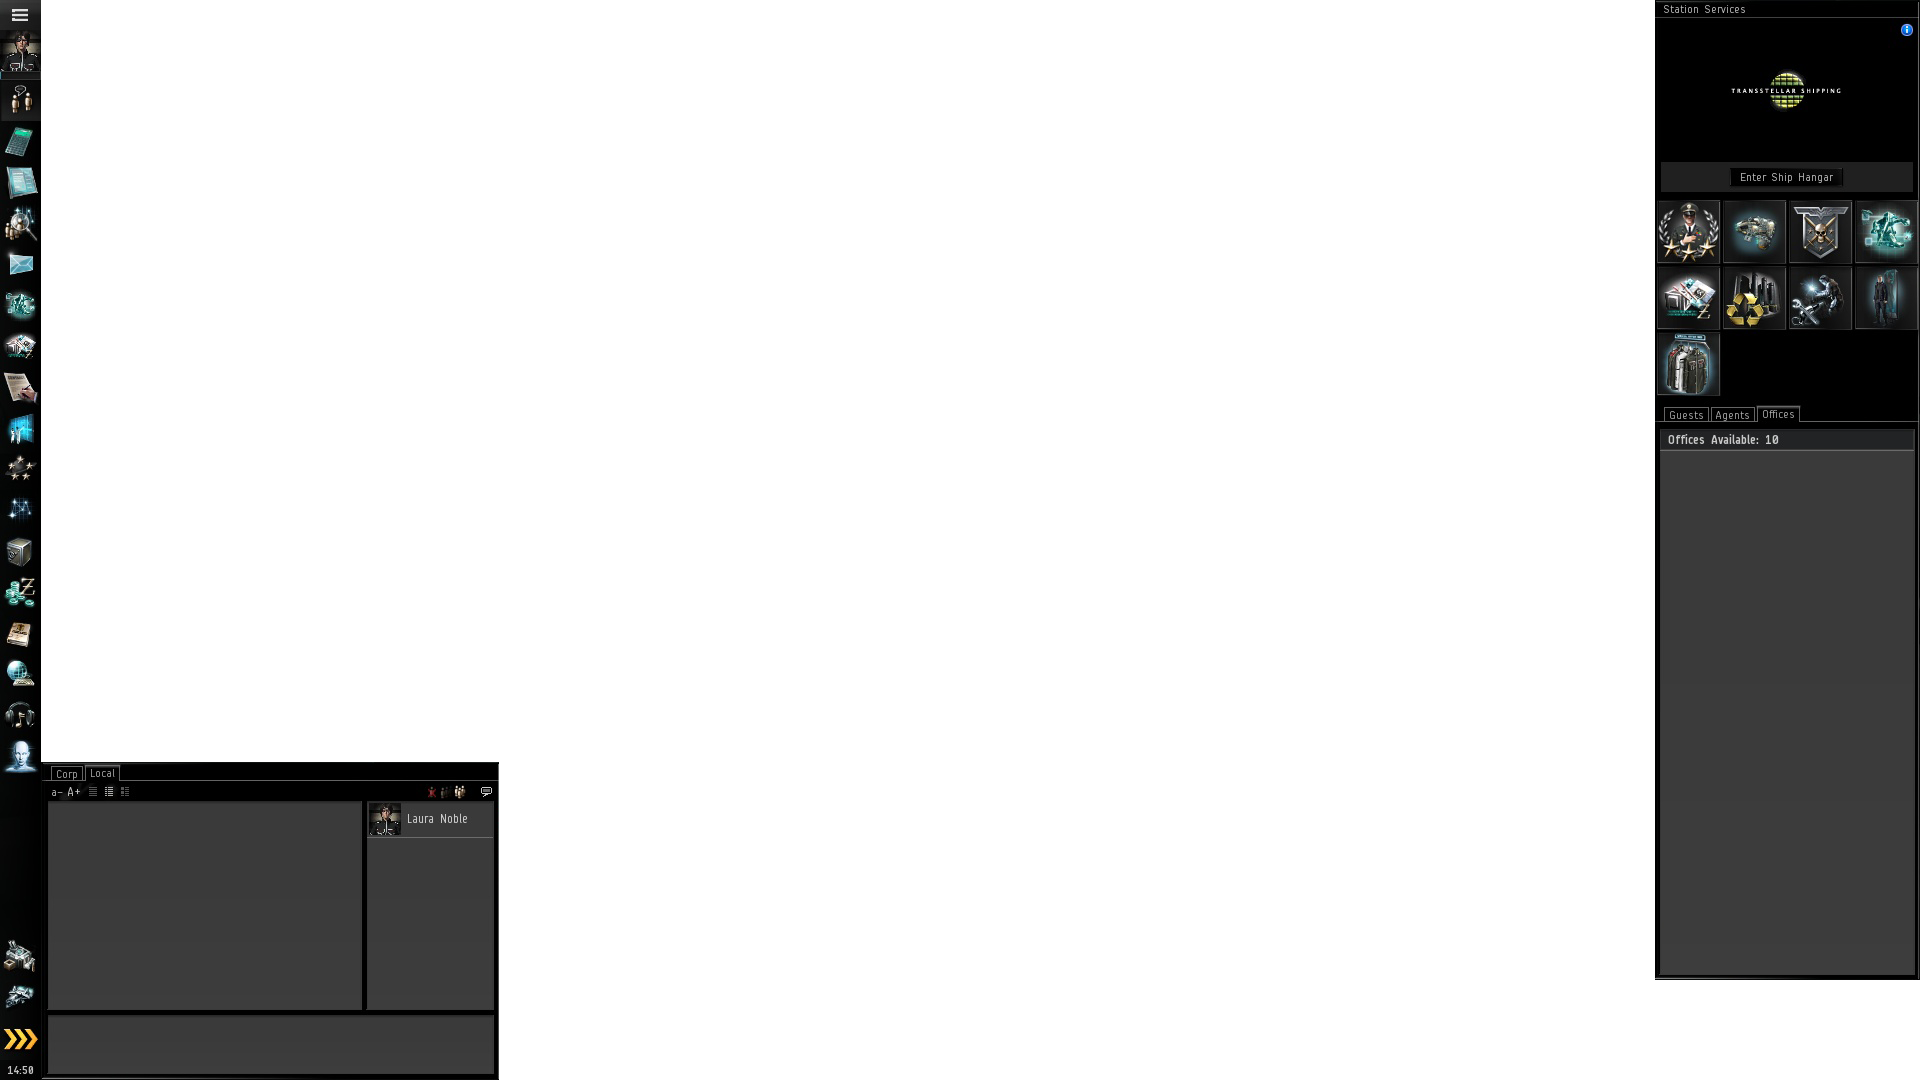 Station Services
TRANSSTELLAR SHIPPING
Enter Ship Hangar
Guests Agents Offices
Offices Available: 10
Corp Local
a- A+
Laura Noble
14:50